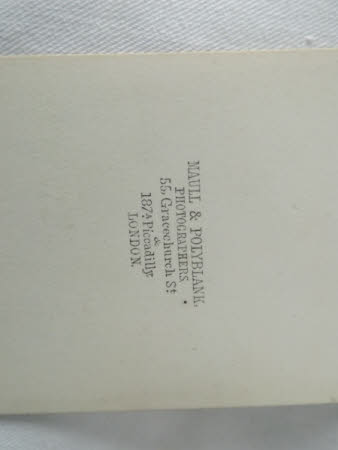 MAULL & POLYBLANK.
PHOTOGRAPHERS.
55, Gracechurch St
&
187A Piccadilly.
LONDON.